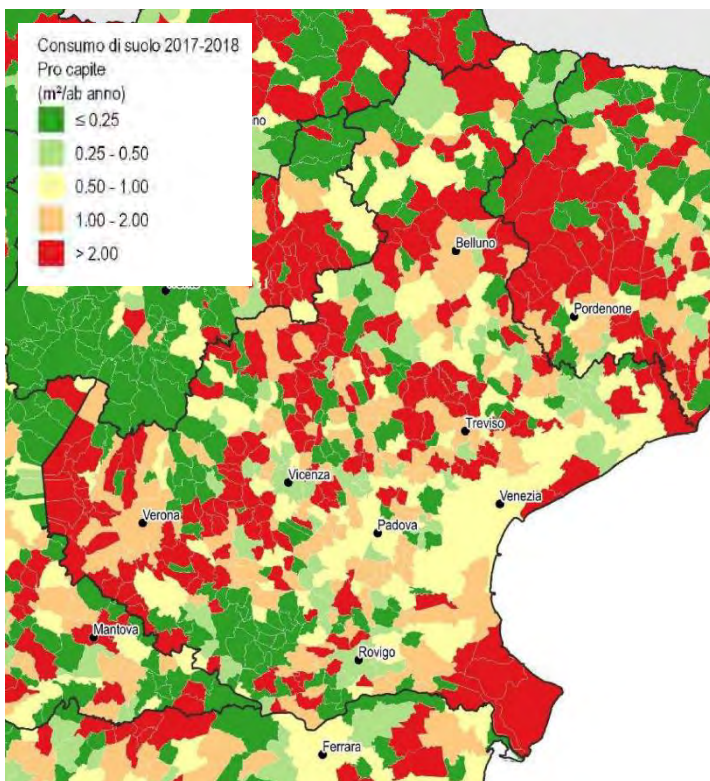 Consumo di suolo 2017-2018
Pro capite
(m²/ab anno)
≤ 0.25
0.25 - 0.50
0.50 - 1.00
1.00 - 2.00
> 2.00
Belluno
Pordenone
Treviso
Vicenza
Venezia
Verona
Padova
Mantova
Rovigo
Ferrara